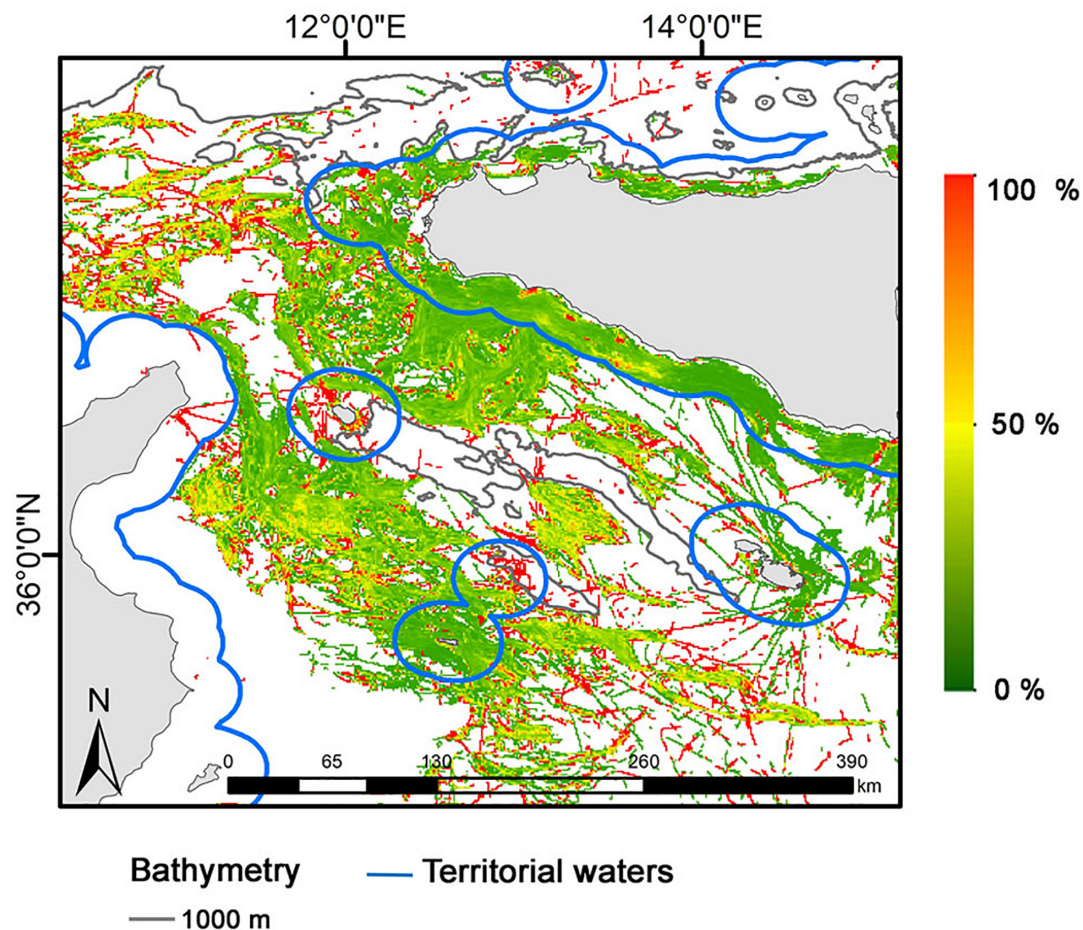 12°0'0"E 14°0'0"E
36°0'0"N
100 %
50 %
0 %
N
0 65 130 260 390
km
Bathymetry
Territorial waters
1000 m